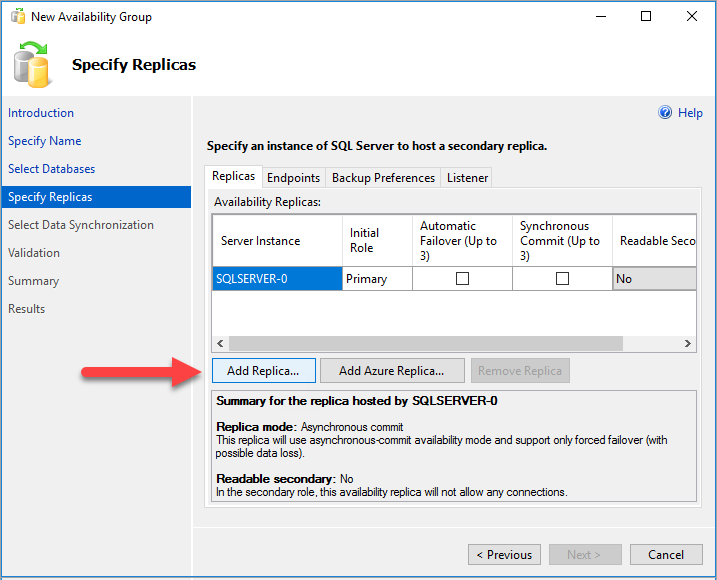 New Availability Group
Specify Replicas
Introduction
Specify Name
Select Databases
Specify Replicas
Select Data Synchronization
Validation
Summary
Results
Help
Specify an instance of SQL Server to host a secondary replica.
Replicas Endpoints Backup Preferences Listener
Availability Replicas:
Server Instance
Initial
Role
Automatic
Failover (Up to
3)
Synchronous
Commit (Up to
3)
Readable Seco
SQLSERVER-0 Primary No
Add Replica... Add Azure Replica... Remove Replica
Summary for the replica hosted by SQLSERVER-0
Replica mode: Asynchronous commit
This replica will use asynchronous-commit availability mode and support only forced failover (with
possible data loss).
Readable secondary: No
In the secondary role, this availability replica will not allow any connections.
< Previous Next > Cancel